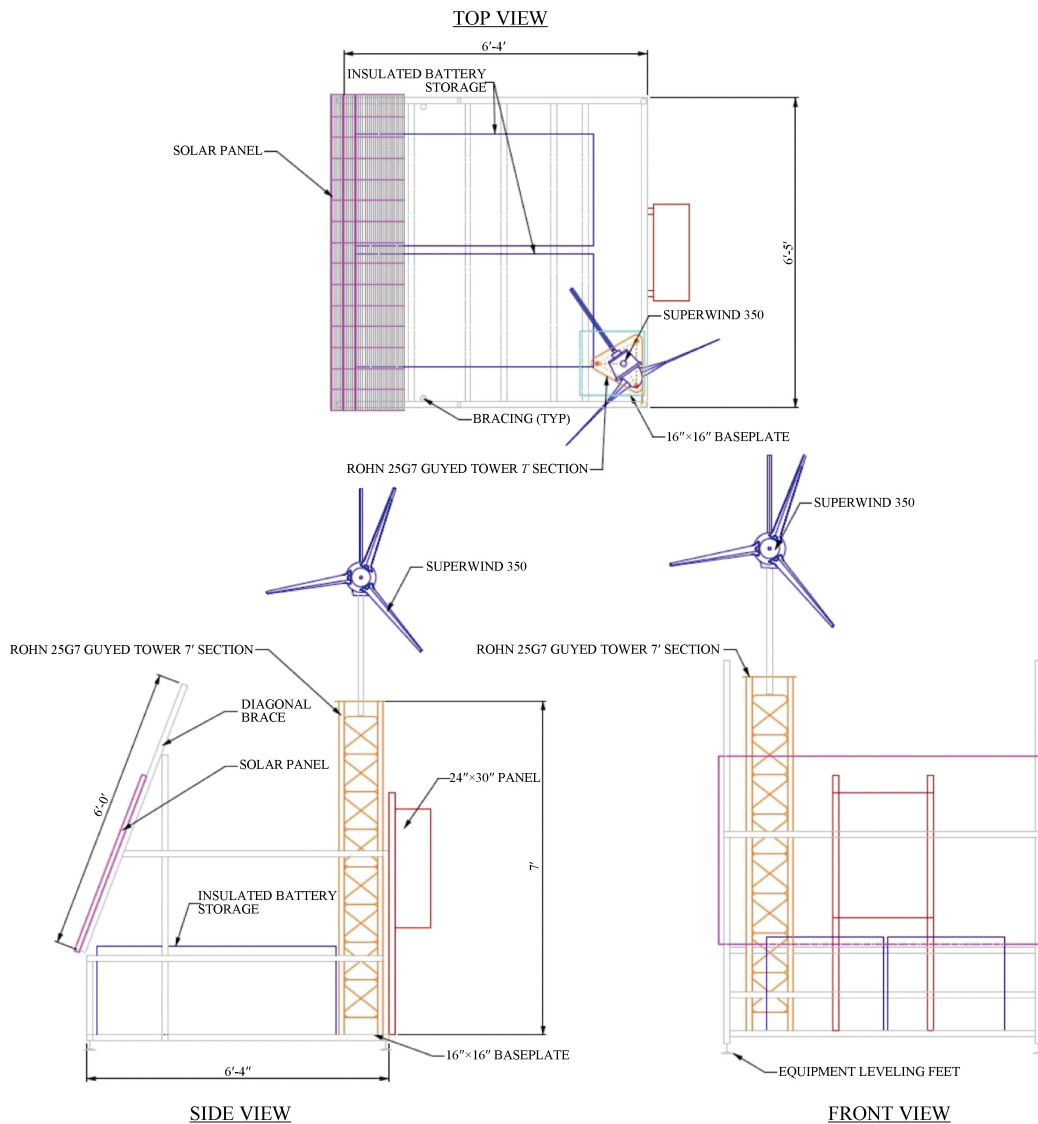 TOP VIEW
6′-4′
INSULATED BATTERY
STORAGE
SOLAR PANEL
6′-5′
SUPERWIND 350
BRACING (TYP)
16″×16″ BASEPLATE
ROHN 25G7 GUYED TOWER T SECTION
SUPERWIND 350
SUPERWIND 350
ROHN 25G7 GUYED TOWER 7′ SECTION
ROHN 25G7 GUYED TOWER 7′ SECTION
DIAGONAL
BRACE
SOLAR PANEL
24″×30″ PANEL
6′-0′
7′
INSULATED BATTERY
STORAGE
16″×16″ BASEPLATE
6′-4″
EQUIPMENT LEVELING FEET
SIDE VIEW
FRONT VIEW